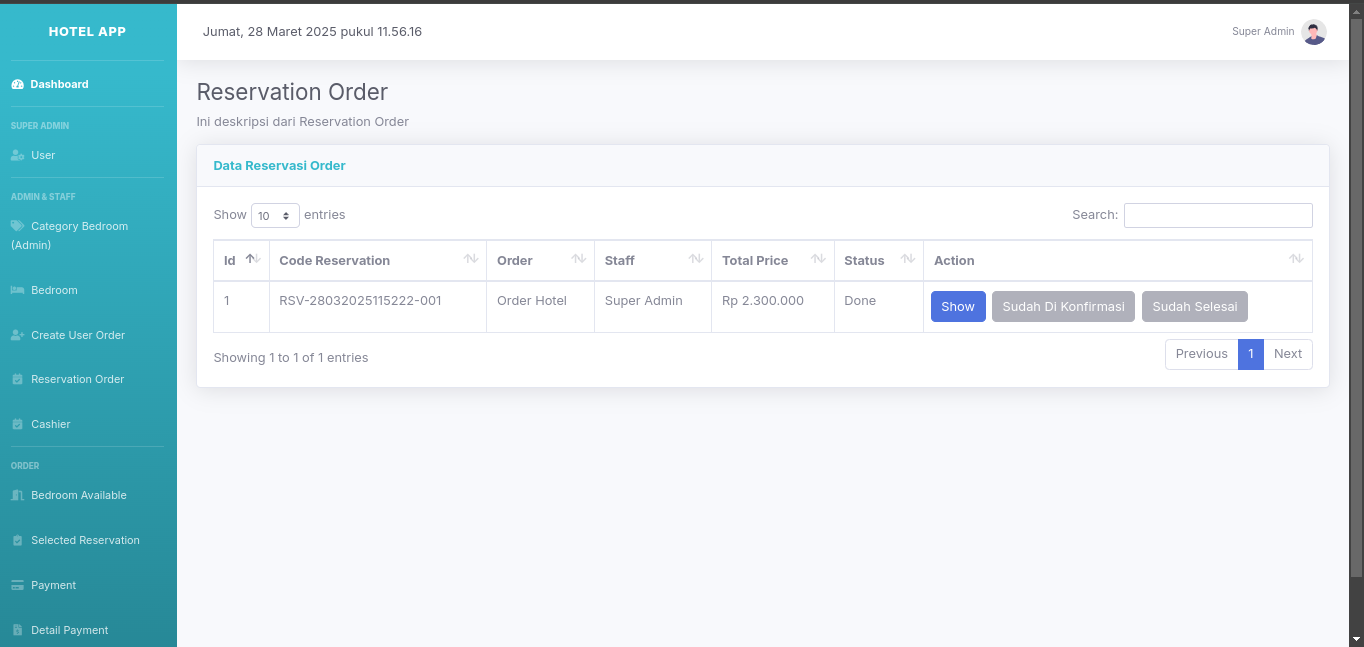 HOTEL APP
Jumat, 28 Maret 2025 pukul 11.56.16
Super Admin
Dashboard
SUPER ADMIN
User
ADMIN & STAFF
Category Bedroom
(Admin)
Bedroom
Create User Order
Reservation Order
Cashier
ORDER
Bedroom Available
Selected Reservation
Payment
Detail Payment
Reservation Order
Ini deskripsi dari Reservation Order
Data Reservasi Order
Show 10 entries
Search:
Id Code Reservation Order Staff Total Price Status Action
1 RSV-28032025115222-001 Order Hotel Super Admin Rp 2.300.000 Done Show Sudah Di Konfirmasi Sudah Selesai
Showing 1 to 1 of 1 entries
Previous 1 Next